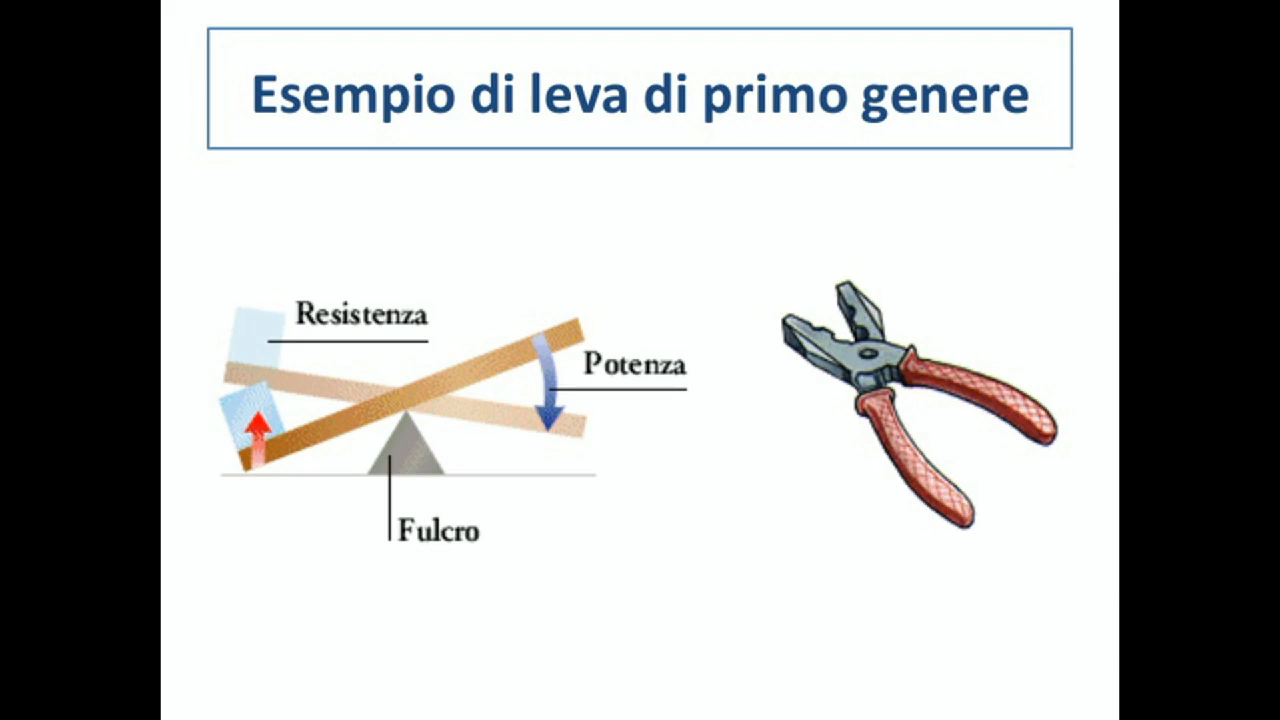 Esempio di leva di primo genere
Resistenza
Potenza
Fulcro